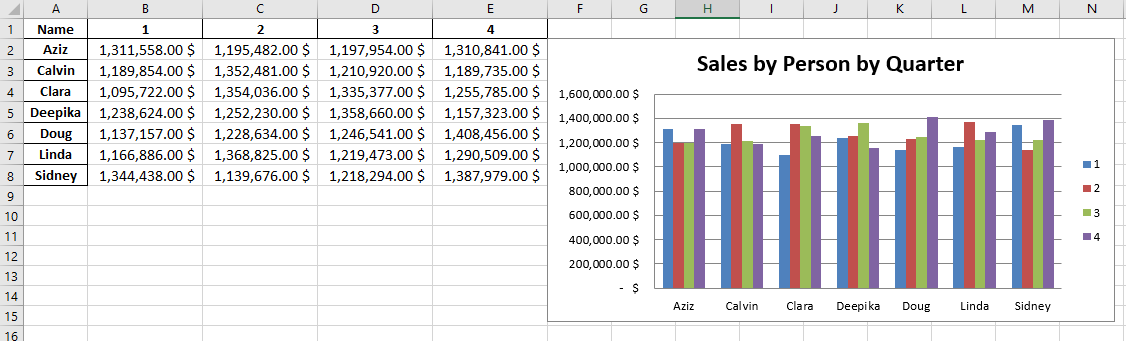 A B C D E F G H I J K L M N
1 Name 1 2 3 4
2 Aziz 1,311,558.00 $ 1,195,482.00 $ 1,197,954.00 $ 1,310,841.00 $
3 Calvin 1,189,854.00 $ 1,352,481.00 $ 1,210,920.00 $ 1,189,735.00 $
4 Clara 1,095,722.00 $ 1,354,036.00 $ 1,335,377.00 $ 1,255,785.00 $
5 Deepika 1,238,624.00 $ 1,252,230.00 $ 1,358,660.00 $ 1,157,323.00 $
6 Doug 1,137,157.00 $ 1,228,634.00 $ 1,246,541.00 $ 1,408,456.00 $
7 Linda 1,166,886.00 $ 1,368,825.00 $ 1,219,473.00 $ 1,290,509.00 $
8 Sidney 1,344,438.00 $ 1,139,676.00 $ 1,218,294.00 $ 1,387,979.00 $
9
10
11
12
13
14
15
16
Sales by Person by Quarter
1,600,000.00 $
1,400,000.00 $
1,200,000.00 $
1,000,000.00 $
800,000.00 $
600,000.00 $
400,000.00 $
200,000.00 $
- $
Aziz Calvin Clara Deepika Doug Linda Sidney
1
2
3
4